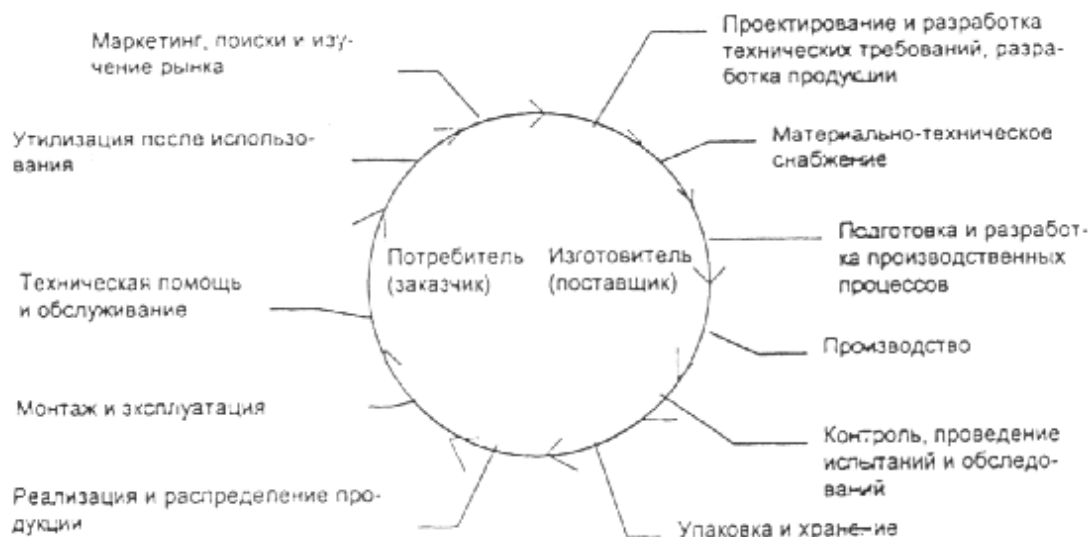 Маркетинг, поиски и изу-
чение рынка
Проектирование и разработка
технических требований, разра-
ботка продукции
Утилизация после использо-
вания
Материально-техническое
снабжение
Потребитель
(заказчик)
Изготовитель
(поставщик)
Подготовка и разработ-
ка производственных
процессов
Техническая помощь
и обслуживание
Производство
Монтаж и эксплуатация
Контроль, проведение
испытаний и обследо-
ваний
Реализация и распределение про-
дукции
Упаковка и хранение